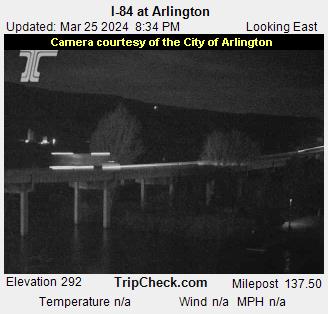 I-84 at Arlington
Updated: Mar 25 2024 8:34 PM Looking East
Camera courtesy of the City of Arlington
Elevation 292 TripCheck.com Milepost 137.50
Temperature n/a Wind n/a MPH n/a